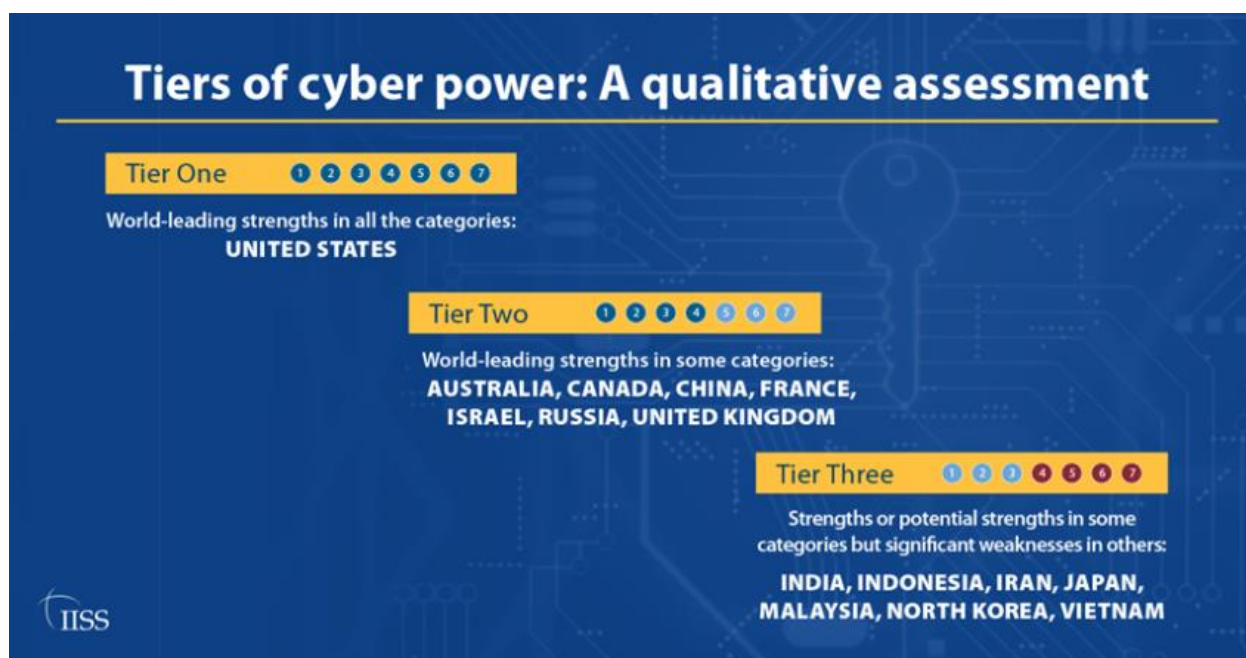 Tiers of cyber power: A qualitative assessment
Tier One 1 2 3 4 5 6 7
World-leading strengths in all the categories:
UNITED STATES
Tier Two 1 2 3 4 5 6 7
World-leading strengths in some categories:
AUSTRALIA, CANADA, CHINA, FRANCE,
ISRAEL, RUSSIA, UNITED KINGDOM
Tier Three 1 2 3 4 5 6 7
Strengths or potential strengths in some
categories but significant weaknesses in others:
INDIA, INDONESIA, IRAN, JAPAN,
MALAYSIA, NORTH KOREA, VIETNAM
IISS